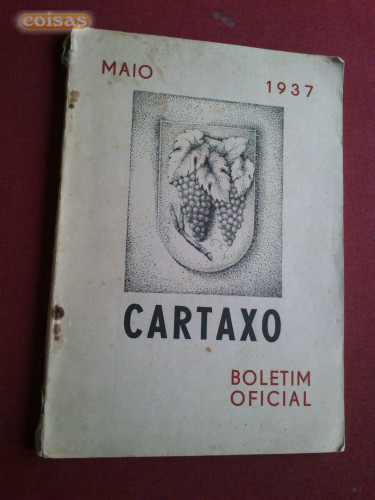 coisas
MAIO 1937
CARTAXO
BOLETIM
OFICIAL